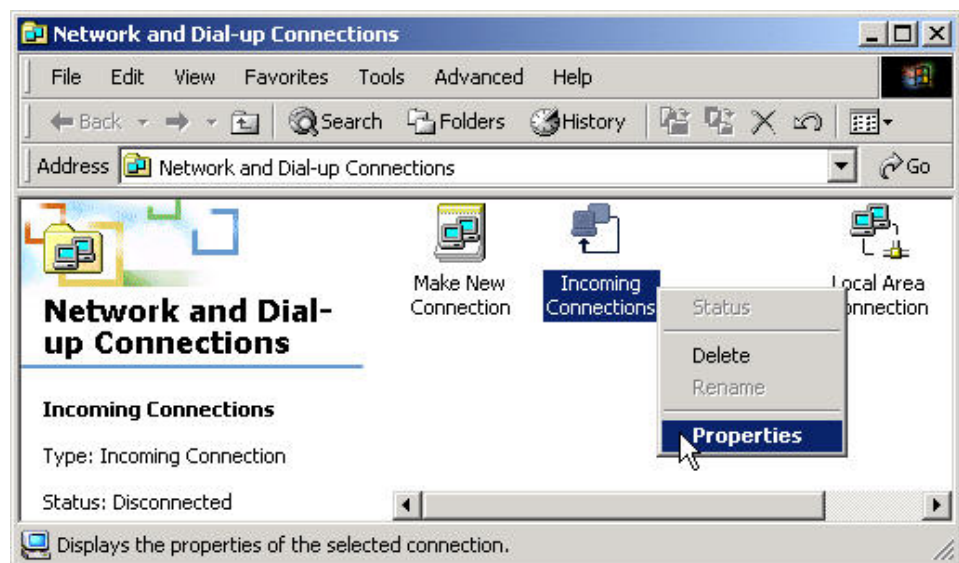 Network and Dial-up Connections
File Edit View Favorites Tools Advanced Help
Back Search Folders History
Address Network and Dial-up Connections Go
Make New Connection
Incoming Connections
Local Area
onnection
Status
Delete
Rename
Properties
Network and Dial-
up Connections
Incoming Connections
Type: Incoming Connection
Status: Disconnected
Displays the properties of the selected connection.